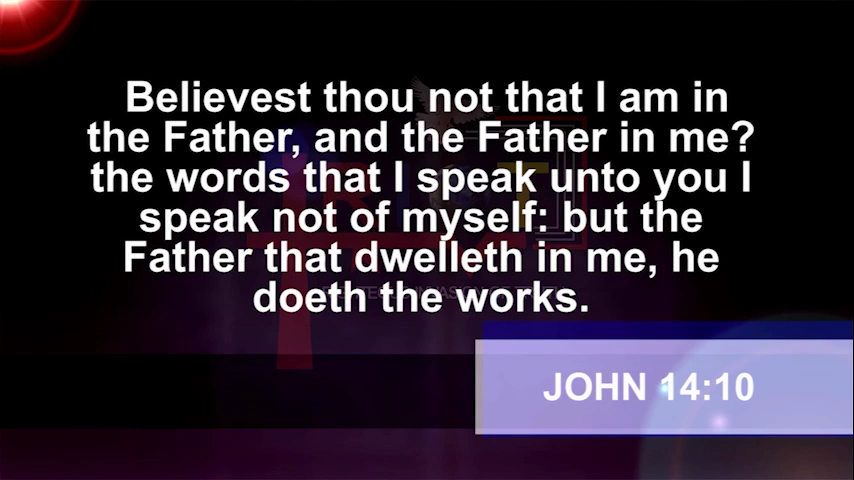 Believest thou not that I am in
the Father, and the Father in me?
the words that I speak unto you I
speak not of myself: but the
Father that dwelleth in me, he
doeth the works.
JOHN 14:10